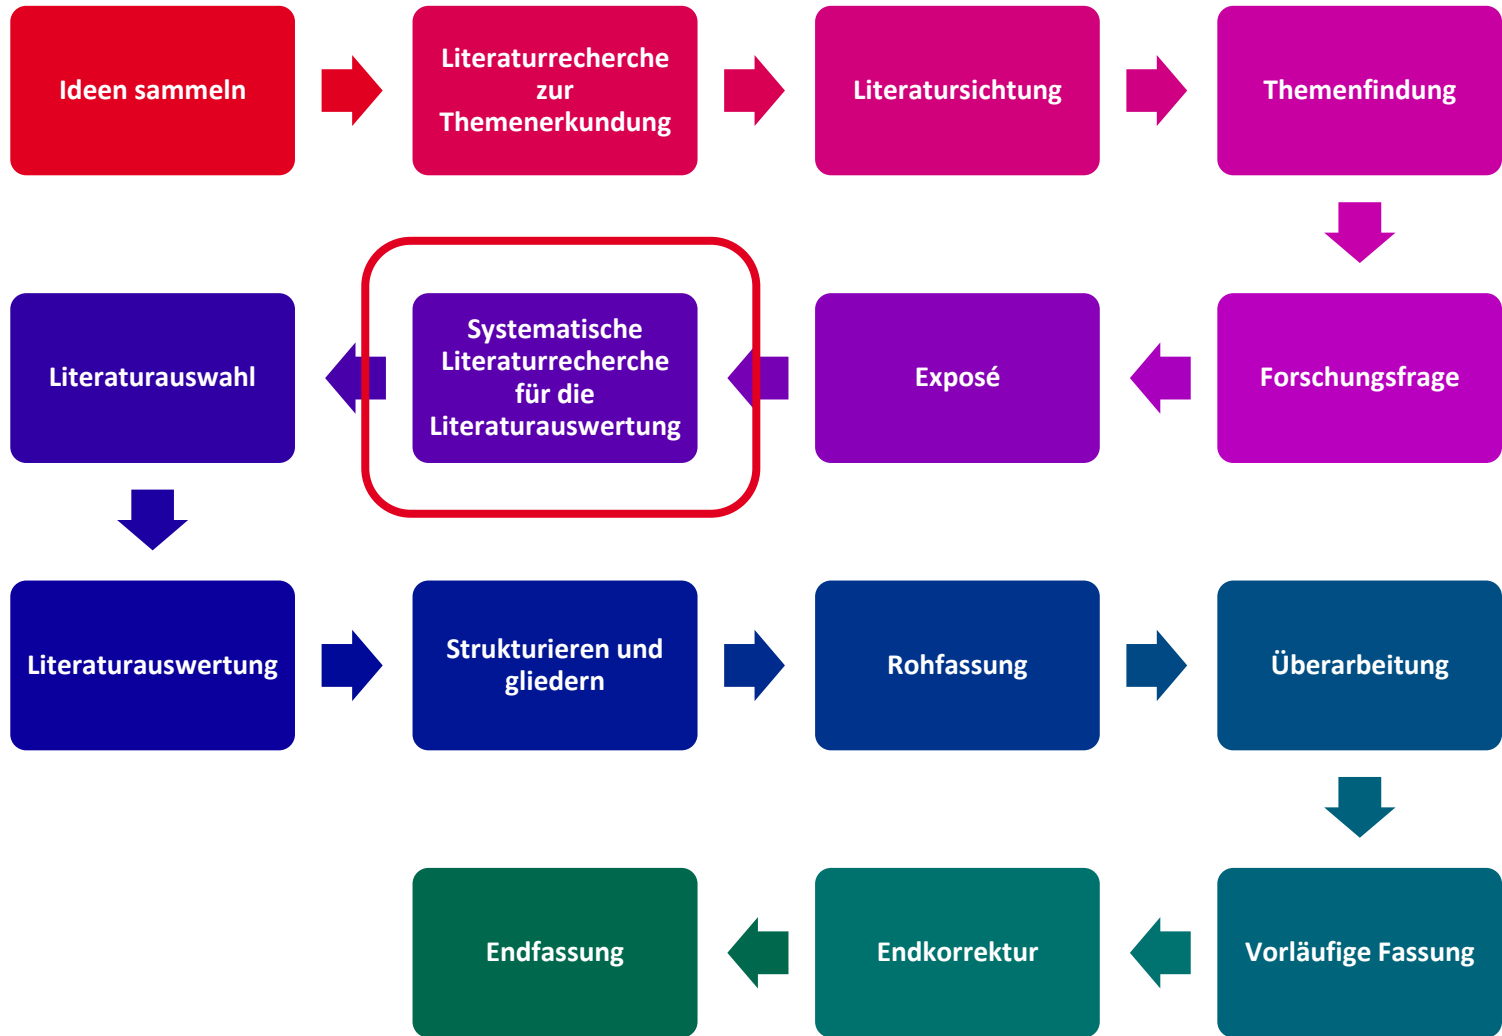 Ideen sammeln
Literaturrecherche
zur
Themenerkundung
Literatursichtung
Themenfindung
Forschungsfrage
Exposé
Systematische
Literaturrecherche
für die
Literaturauswertung
Literaturauswahl
Literaturauswertung
Strukturieren und
gliedern
Rohfassung
Überarbeitung
Vorläufige Fassung
Endkorrektur
Endfassung